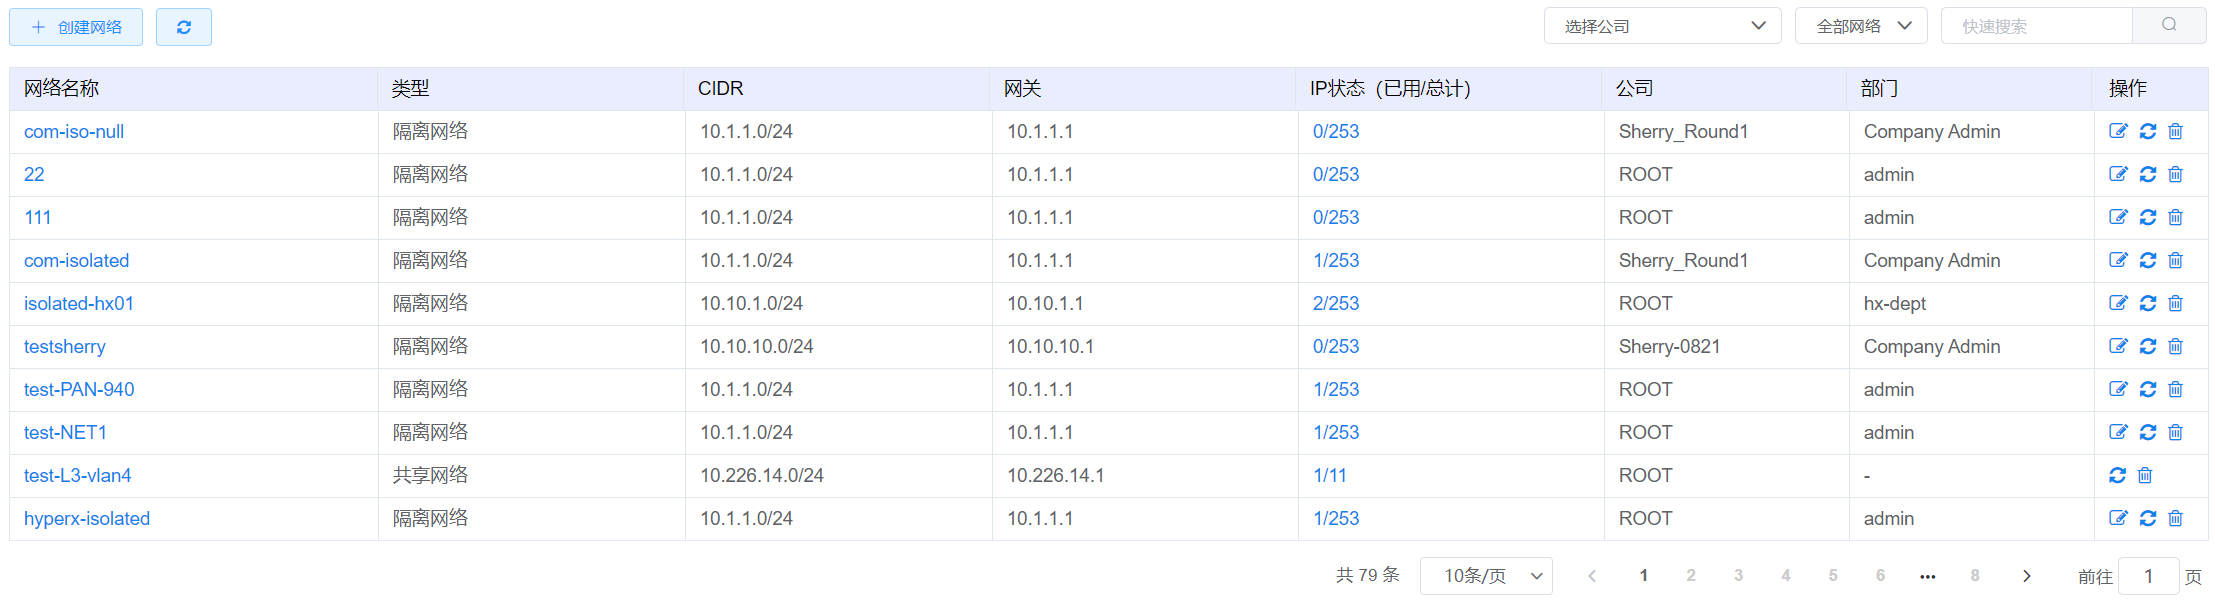 创建网络 选择公司 全部网络 快速搜索
网络名称 类型 CIDR 网关 IP状态（已用/总计） 公司 部门 操作
com-iso-null 隔离网络 10.1.1.0/24 10.1.1.1 0/253 Sherry_Round1 Company Admin
22 隔离网络 10.1.1.0/24 10.1.1.1 0/253 ROOT admin
111 隔离网络 10.1.1.0/24 10.1.1.1 0/253 ROOT admin
com-isolated 隔离网络 10.1.1.0/24 10.1.1.1 1/253 Sherry_Round1 Company Admin
isolated-hx01 隔离网络 10.10.1.0/24 10.10.1.1 2/253 ROOT hx-dept
testsherry 隔离网络 10.10.10.0/24 10.10.10.1 0/253 Sherry-0821 Company Admin
test-PAN-940 隔离网络 10.1.1.0/24 10.1.1.1 1/253 ROOT admin
test-NET1 隔离网络 10.1.1.0/24 10.1.1.1 1/253 ROOT admin
test-L3-vlan4 共享网络 10.226.14.0/24 10.226.14.1 1/11 ROOT -
hyperx-isolated 隔离网络 10.1.1.0/24 10.1.1.1 1/253 ROOT admin
共 79 条 10条/页 1 2 3 4 5 6 ••• 8 前往 1 页